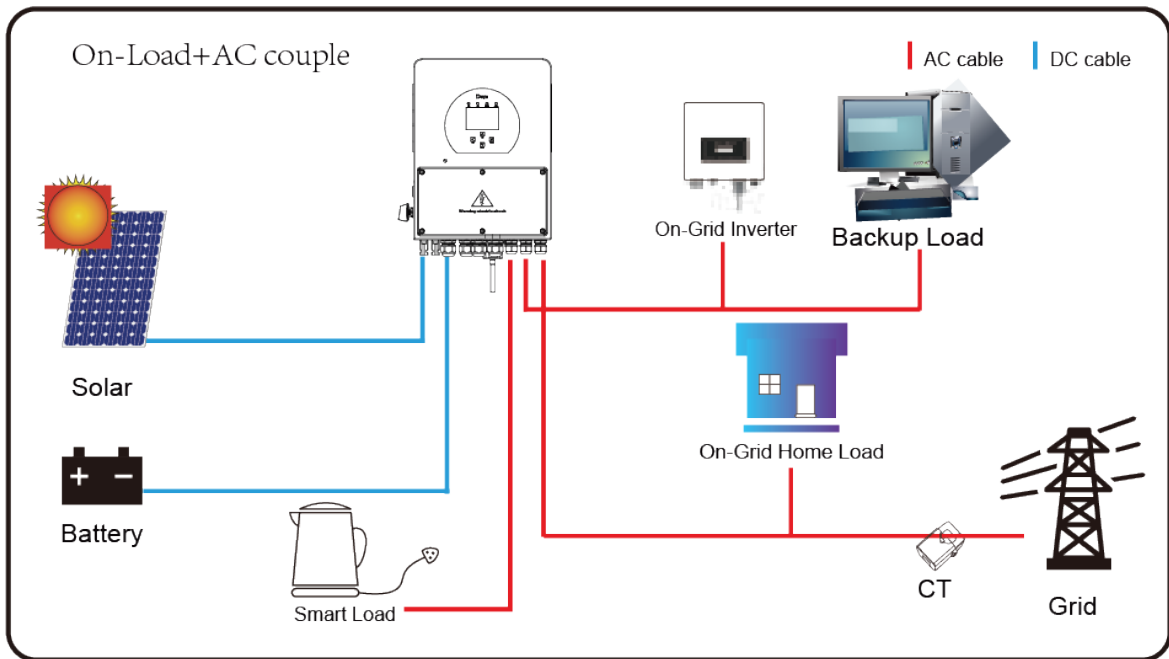 On-Load+AC couple
AC cable
DC cable
On-Grid Inverter
Backup Load
Solar
On-Grid Home Load
Battery
Smart Load
CT
Grid